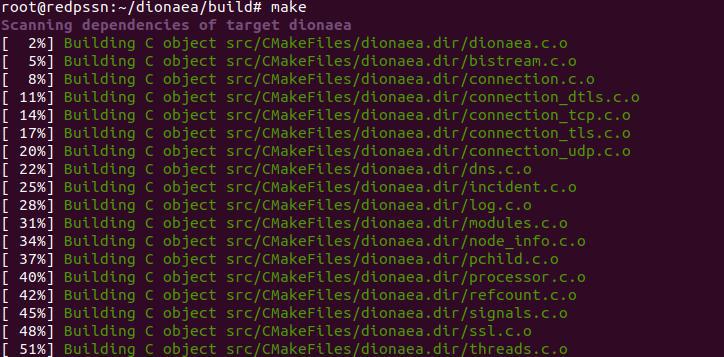 root@redpssn:~/dionaea/build# make
Scanning dependencies of target dionaea
[  2%] Building C object src/CMakeFiles/dionaea.dir/dionaea.c.o
[  5%] Building C object src/CMakeFiles/dionaea.dir/bistream.c.o
[  8%] Building C object src/CMakeFiles/dionaea.dir/connection.c.o
[ 11%] Building C object src/CMakeFiles/dionaea.dir/connection_dtls.c.o
[ 14%] Building C object src/CMakeFiles/dionaea.dir/connection_tcp.c.o
[ 17%] Building C object src/CMakeFiles/dionaea.dir/connection_tls.c.o
[ 20%] Building C object src/CMakeFiles/dionaea.dir/connection_udp.c.o
[ 22%] Building C object src/CMakeFiles/dionaea.dir/dns.c.o
[ 25%] Building C object src/CMakeFiles/dionaea.dir/incident.c.o
[ 28%] Building C object src/CMakeFiles/dionaea.dir/log.c.o
[ 31%] Building C object src/CMakeFiles/dionaea.dir/modules.c.o
[ 34%] Building C object src/CMakeFiles/dionaea.dir/node_info.c.o
[ 37%] Building C object src/CMakeFiles/dionaea.dir/pchild.c.o
[ 40%] Building C object src/CMakeFiles/dionaea.dir/processor.c.o
[ 42%] Building C object src/CMakeFiles/dionaea.dir/refcount.c.o
[ 45%] Building C object src/CMakeFiles/dionaea.dir/signals.c.o
[ 48%] Building C object src/CMakeFiles/dionaea.dir/ssl.c.o
[ 51%] Building C object src/CMakeFiles/dionaea.dir/threads.c.o